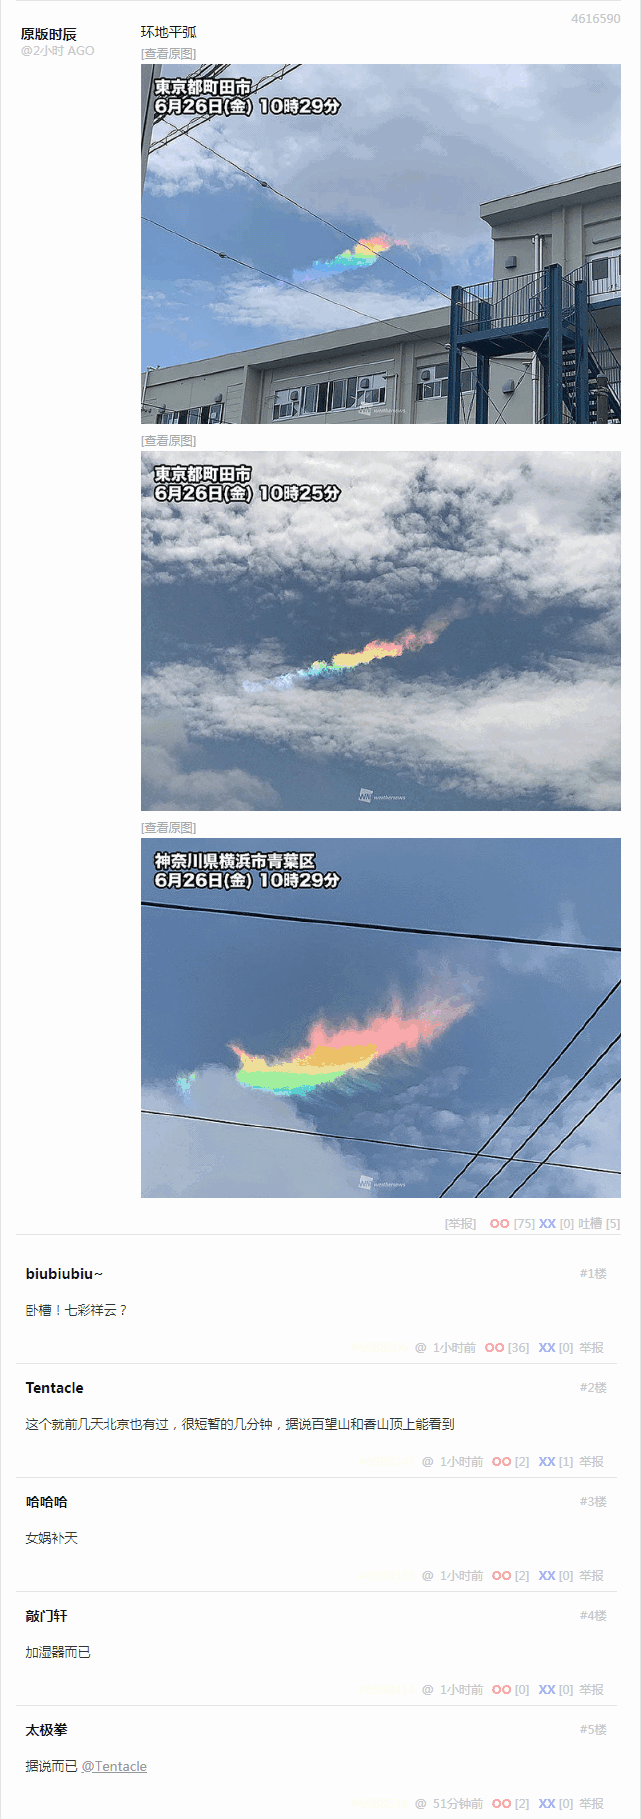 4616590
原版时辰
@2小时 AGO
环地平弧
[查看原图]
東京都町田市
6月26日(金) 10時29分
weathernews
[查看原图]
東京都町田市
6月26日(金) 10時25分
weathernews
[查看原图]
神奈川県横浜市青葉区
6月26日(金) 10時29分
weathernews
[举报] OO [75] XX [0] 吐槽 [5]
biubiubiu~ #1楼
卧槽！七彩祥云？
@ 1小时前 OO [36] XX [0] 举报
Tentacle #2楼
这个就前几天北京也有过，很短暂的几分钟，据说百望山和香山顶上能看到
@ 1小时前 OO [2] XX [1] 举报
哈哈哈 #3楼
女娲补天
@ 1小时前 OO [2] XX [0] 举报
敲门轩 #4楼
加湿器而已
@ 1小时前 OO [0] XX [0] 举报
太极拳 #5楼
据说而已 @Tentacle
@ 51分钟前 OO [2] XX [0] 举报